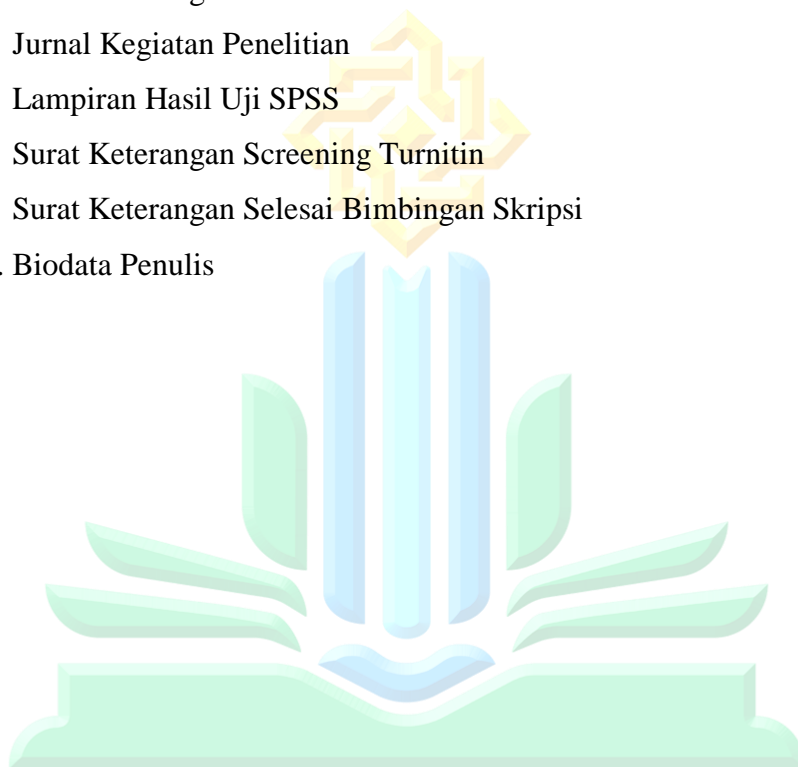 Jurnal Kegiatan Penelitian
Lampiran Hasil Uji SPSS
Surat Keterangan Screening Turnitin
Surat Keterangan Selesai Bimbingan Skripsi
. Biodata Penulis